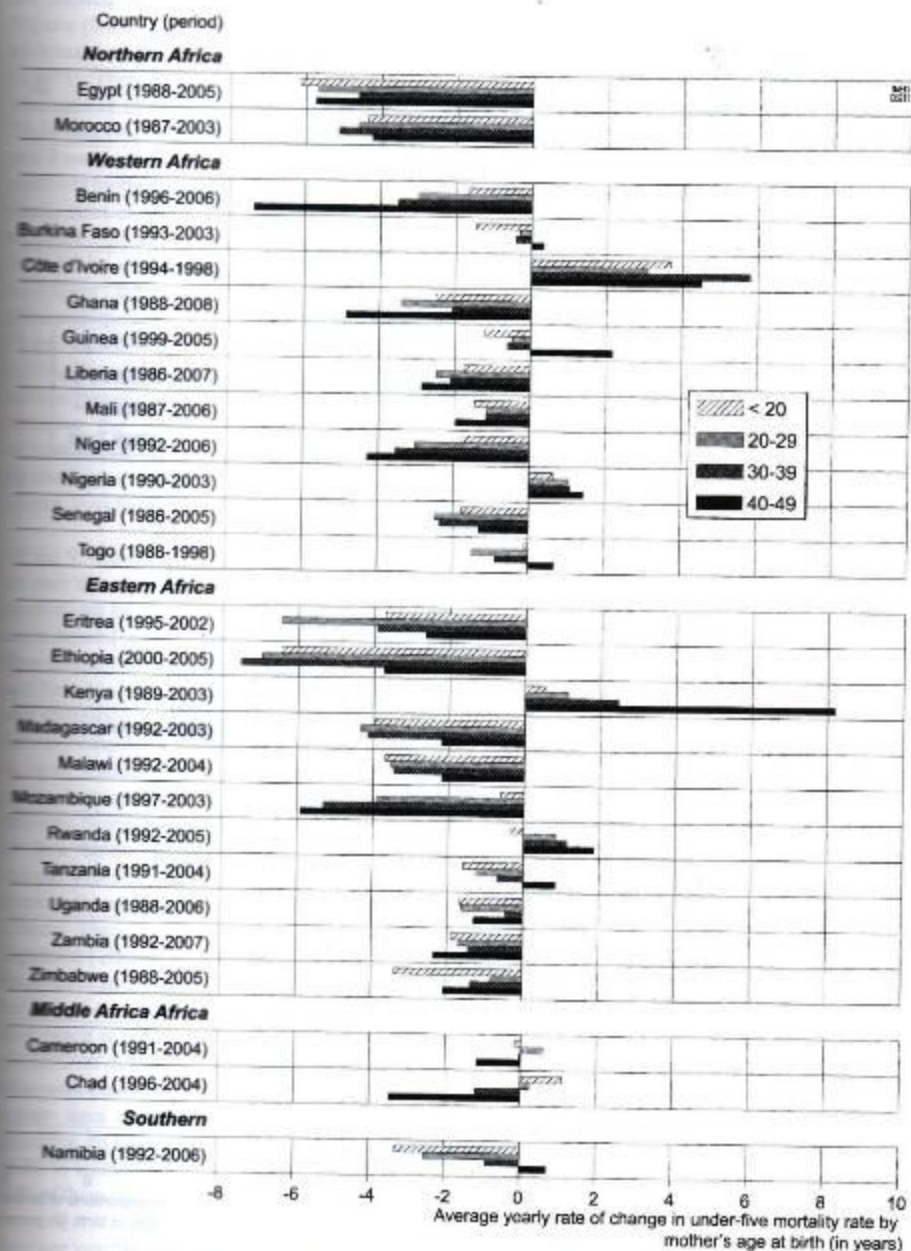 Country (period)
Northern Africa
Egypt (1988-2005)
Morocco (1987-2003)
Western Africa
Benin (1996-2006)
Burkina Faso (1993-2003)
Côte d'Ivoire (1994-1998)
Ghana (1988-2008)
Guinea (1999-2005)
Liberia (1986-2007)
Mali (1987-2006)
Niger (1992-2006)
Nigeria (1990-2003)
Senegal (1986-2005)
Togo (1988-1998)
Eastern Africa
Eritrea (1995-2002)
Ethiopia (2000-2005)
Kenya (1989-2003)
Madagascar (1992-2003)
Malawi (1992-2004)
Mozambique (1997-2003)
Rwanda (1992-2005)
Tanzania (1991-2004)
Uganda (1988-2006)
Zambia (1992-2007)
Zimbabwe (1988-2005)
Middle Africa Africa
Cameroon (1991-2004)
Chad (1996-2004)
Southern
Namibia (1992-2006)
< 20
20-29
30-39
40-49
-8 -6 -4 -2 0 2 4 6 8 10
Average yearly rate of change in under-five mortality rate by
mother's age at birth (in years)